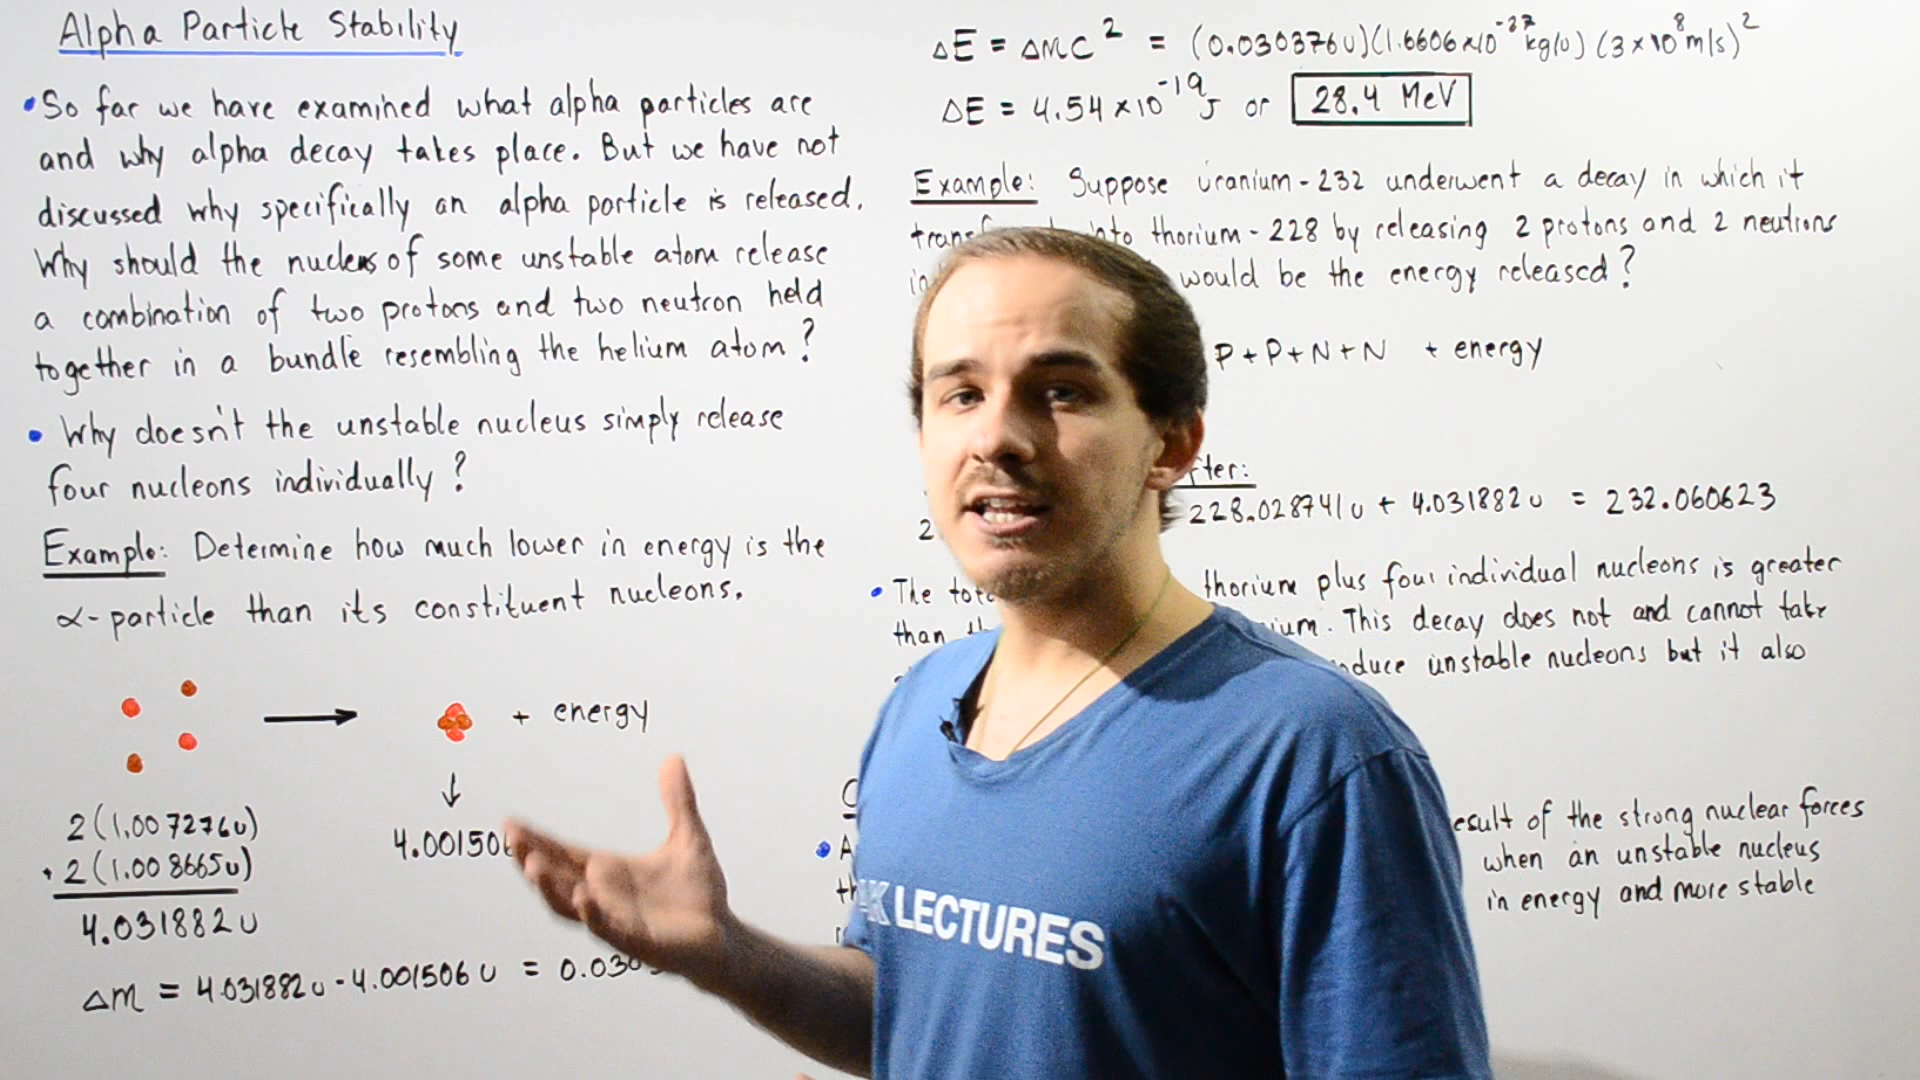 Alpha Particle Stability
• So far we have examined what alpha particles are
and why alpha decay takes place. But we have not
discussed why specifically an alpha particle is released.
Why should the nucleus of some unstable atom release
a combination of two protons and two neutron held
together in a bundle resembling the helium atom?
• Why doesn't the unstable nucleus simply release
four nucleons individually?
Example: Determine how much lower in energy is the
α-particle than its constituent nucleons.
+ energy
2(1.007276u)
+ 2(1.008665u)
4.031882u
4.001506
Δm = 4.031882u - 4.001506u = 0.030
ΔE = Δmc² = (0.030376u)(1.6606×10⁻²⁷kg/u)(3×10⁸m/s)²
ΔE = 4.54×10⁻¹⁹J or 28.4 MeV
Example: Suppose uranium-232 underwent a decay in which it
into thorium-228 by releasing 2 protons and 2 neutrons
would be the energy released?
P+P+N+N + energy
228.028741u + 4.031882u = 232.060623
• The
thorium plus four individual nucleons is greater
than
This decay does not and cannot take
unstable nucleons but it also
of the strong nuclear forces
when an unstable nucleus
in energy and more stable
AK LECTURES